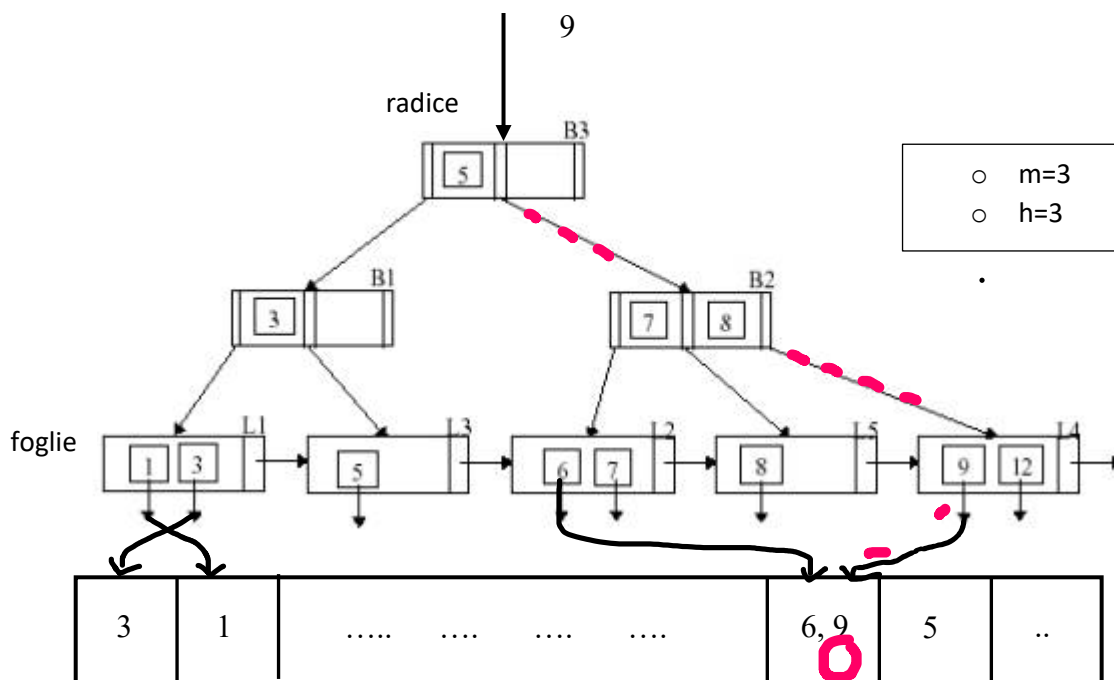 9
radice
B3
5
○ m=3
○ h=3
.
B1
3
B2
7 8
foglie
L1
1 3
L3
5
L2
6 7
L5
8
L4
9 12
3 1 ..... .... .... .... 6, 9 5 ..